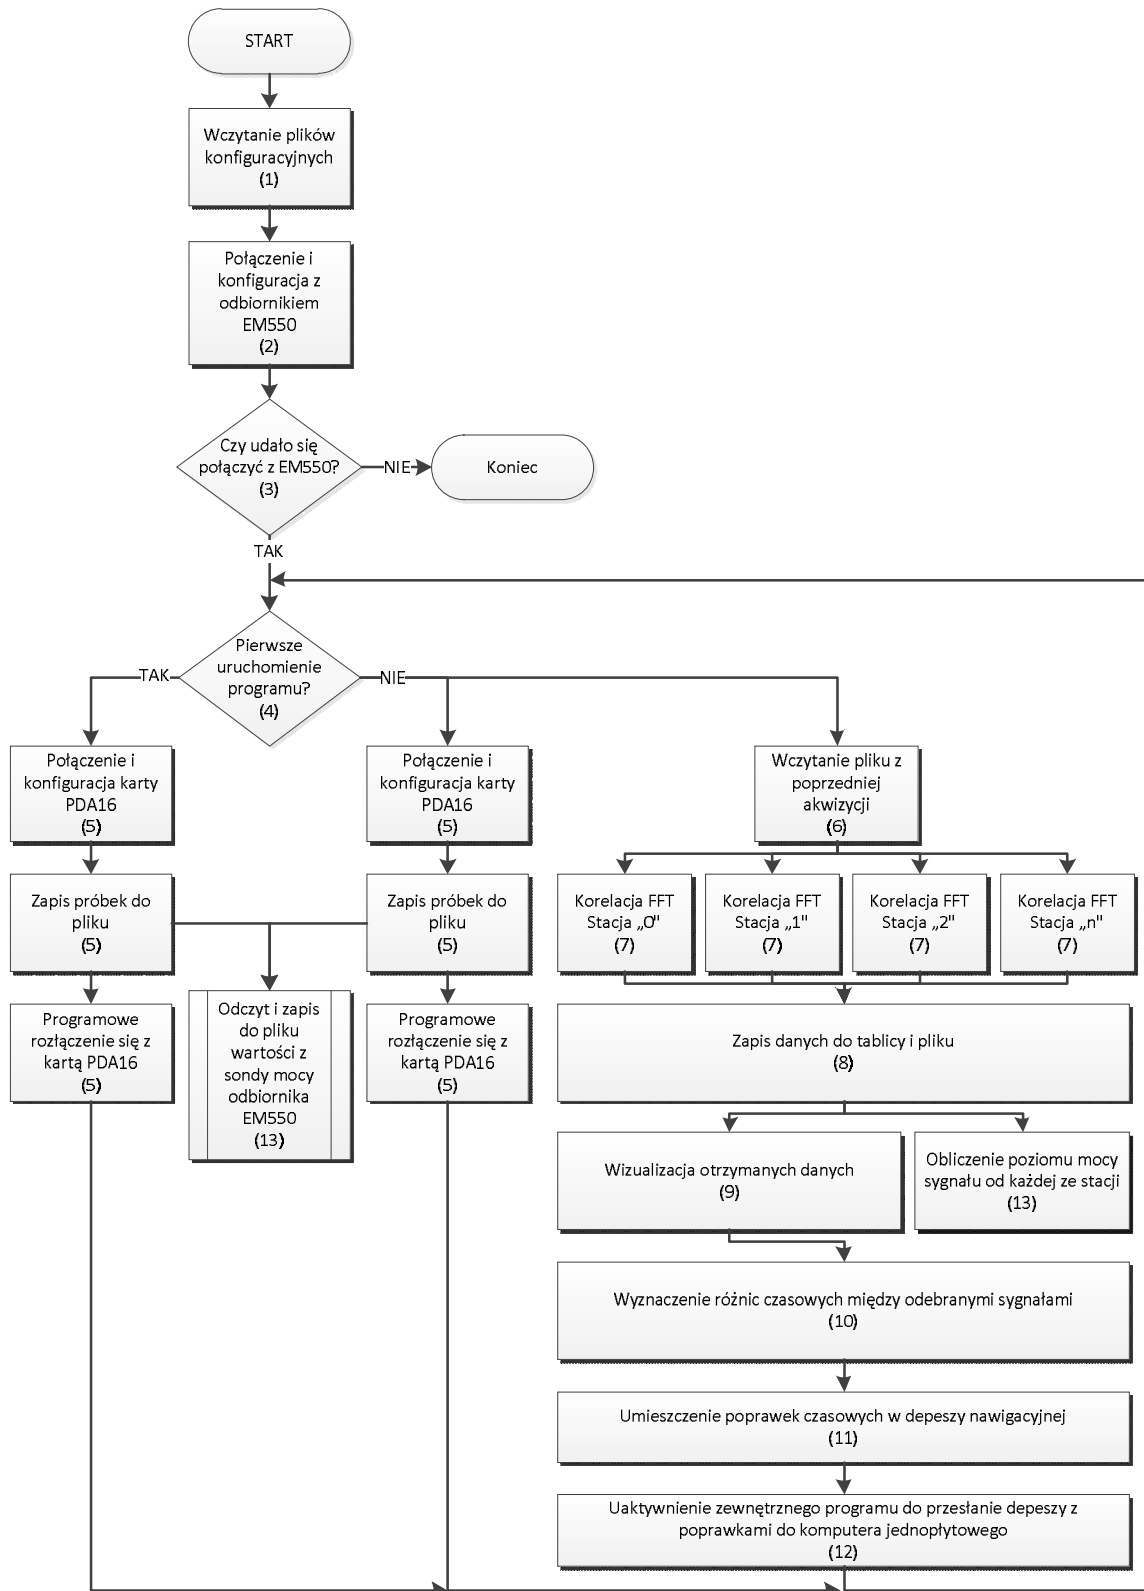 START
Wczytanie plików
konfiguracyjnych
(1)
Połączenie i
konfiguracja z
odbiornikiem
EM550
(2)
Czy udało się
połączyć z EM550?
(3)
NIE
Koniec
TAK
Pierwsze
uruchomienie
programu?
(4)
TAK
NIE
Połączenie i
konfiguracja karty
PDA16
(5)
Połączenie i
konfiguracja karty
PDA16
(5)
Wczytanie pliku z
poprzedniej
akwizycji
(6)
Zapis próbek do
pliku
(5)
Zapis próbek do
pliku
(5)
Korelacja FFT
Stacja „0"
(7)
Korelacja FFT
Stacja „1"
(7)
Korelacja FFT
Stacja „2"
(7)
Korelacja FFT
Stacja „n"
(7)
Programowe
rozłączenie się z
kartą PDA16
(5)
Odczyt i zapis
do pliku
wartości z
sondy mocy
odbiornika
EM550
(13)
Programowe
rozłączenie się z
kartą PDA16
(5)
Zapis danych do tablicy i pliku
(8)
Wizualizacja otrzymanych danych
(9)
Obliczenie poziomu mocy
sygnału od każdej ze stacji
(13)
Wyznaczenie różnic czasowych między odebranymi sygnałami
(10)
Umieszczenie poprawek czasowych w depeszy nawigacyjnej
(11)
Uaktywnienie zewnętrznego programu do przesłanie depeszy z
poprawkami do komputera jednopłytowego
(12)